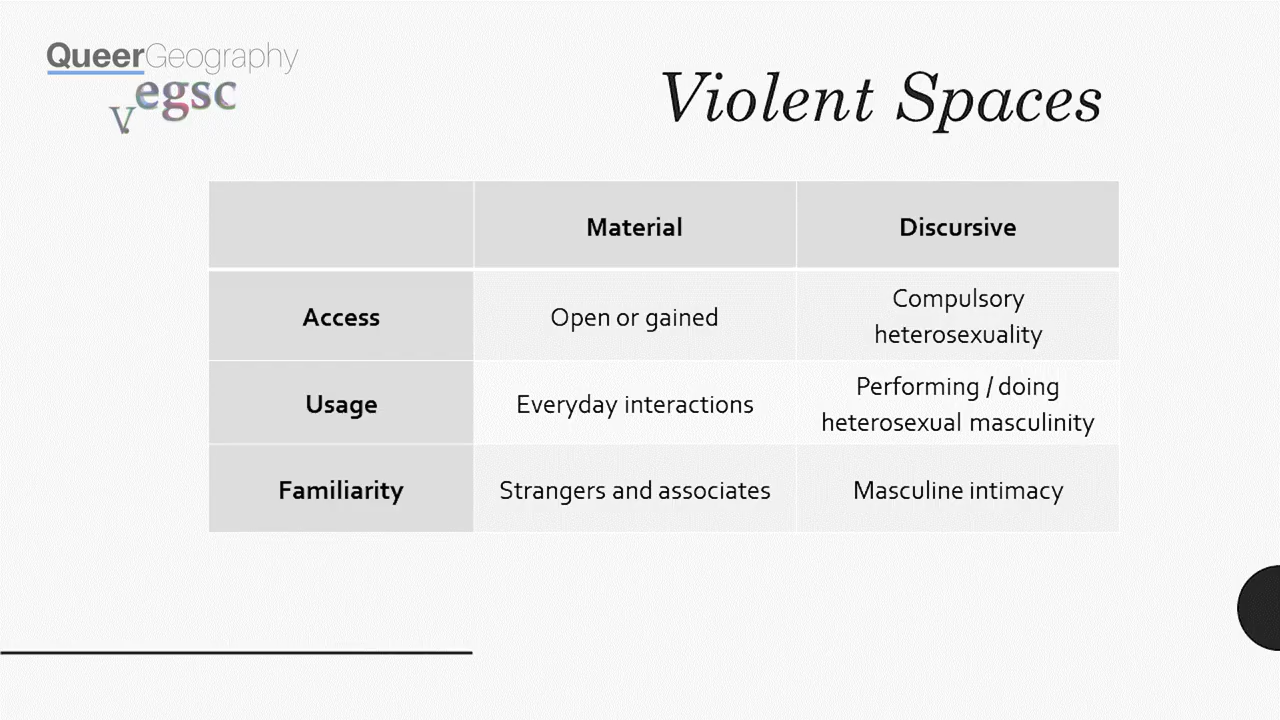 QueerGeography
vegsc
Violent Spaces
Material Discursive
Access Open or gained Compulsory
heterosexuality
Usage Everyday interactions Performing / doing
heterosexual masculinity
Familiarity Strangers and associates Masculine intimacy